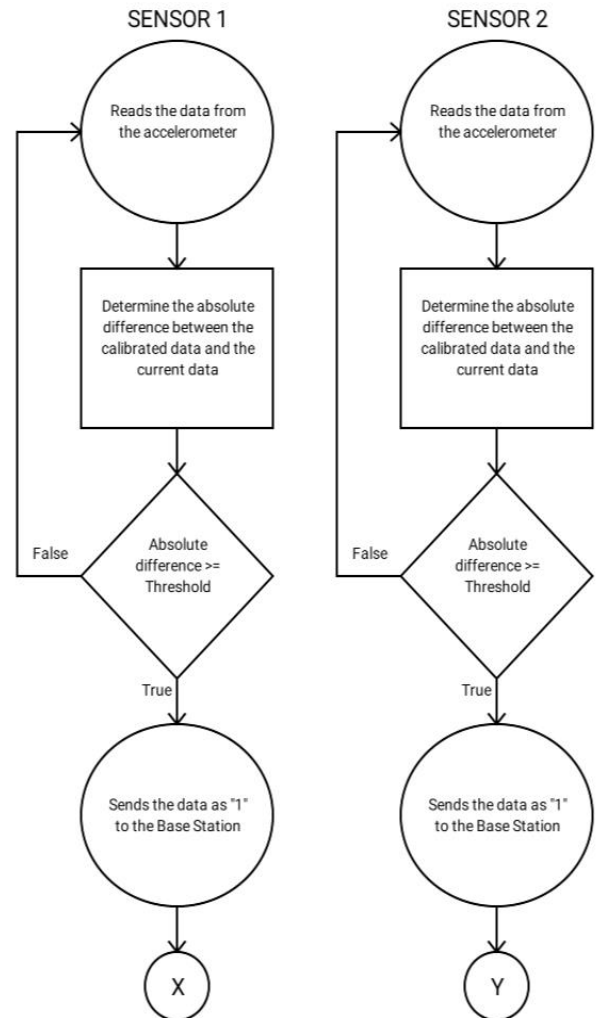 SENSOR 1
Reads the data from
the accelerometer
Determine the absolute
difference between the
calibrated data and the
current data
Absolute
difference >=
Threshold
False
True
Sends the data as "1"
to the Base Station
X
SENSOR 2
Reads the data from
the accelerometer
Determine the absolute
difference between the
calibrated data and the
current data
Absolute
difference >=
Threshold
False
True
Sends the data as "1"
to the Base Station
Y